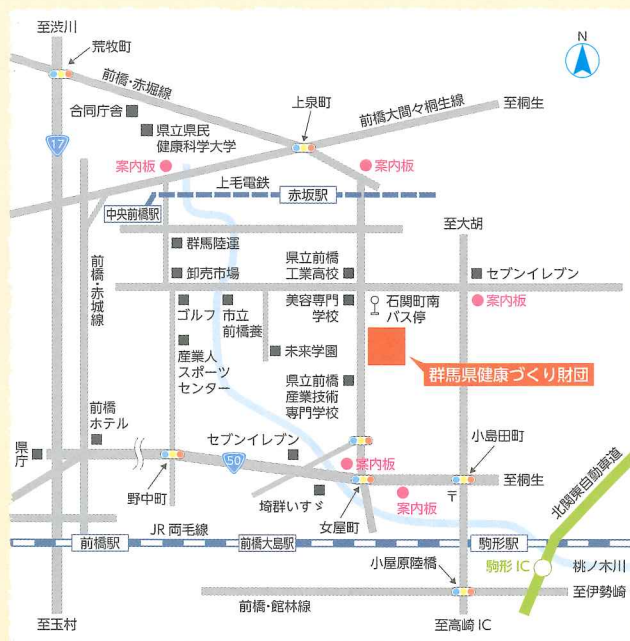 至渋川
荒牧町
N
前橋・赤堀線
至桐生
合同庁舎
上泉町
前橋大間々桐生線
17
県立県民
健康科学大学
案内板
案内板
上毛電鉄
赤坂駅
中央前橋駅
至大胡
群馬陸運
県立前橋
工業高校
卸売市場
セブンイレブン
前橋・赤城線
ゴルフ
市立
前橋養
美容専門
学校
石関町南
バス停
案内板
産業人
スポーツ
センター
未来学園
群馬県健康づくり財団
県立前橋
産業技術
専門学校
前橋
ホテル
県庁
セブンイレブン
小島田町
50
案内板
至桐生
野中町
埼群いすゞ
女屋町
案内板
〒
北関東自動車道
JR両毛線
前橋駅
前橋大島駅
駒形駅
小屋原陸橋
駒形IC
桃ノ木川
前橋・館林線
至伊勢崎
至玉村
至高崎IC